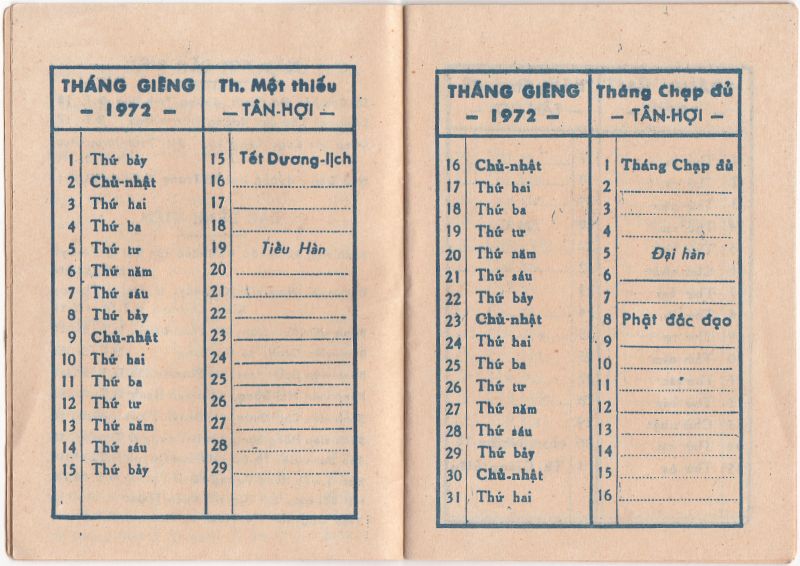 THÁNG GIÊNG
– 1972 –
Th. Một thiếu
— TÂN-HỢI —
1 Thứ bảy 15 Tết Dương-lịch
2 Chủ-nhật 16
3 Thứ hai 17
4 Thứ ba 18
5 Thứ tư 19 Tiểu Hàn
6 Thứ năm 20
7 Thứ sáu 21
8 Thứ bảy 22
9 Chủ-nhật 23
10 Thứ hai 24
11 Thứ ba 25
12 Thứ tư 26
13 Thứ năm 27
14 Thứ sáu 28
15 Thứ bảy 29
THÁNG GIÊNG
– 1972 –
Tháng Chạp đủ
— TÂN-HỢI —
16 Chủ-nhật 1 Tháng Chạp đủ
17 Thứ hai 2
18 Thứ ba 3
19 Thứ tư 4
20 Thứ năm 5 Đại hàn
21 Thứ sáu 6
22 Thứ bảy 7
23 Chủ-nhật 8 Phật đắc đạo
24 Thứ hai 9
25 Thứ ba 10
26 Thứ tư 11
27 Thứ năm 12
28 Thứ sáu 13
29 Thứ bảy 14
30 Chủ-nhật 15
31 Thứ hai 16